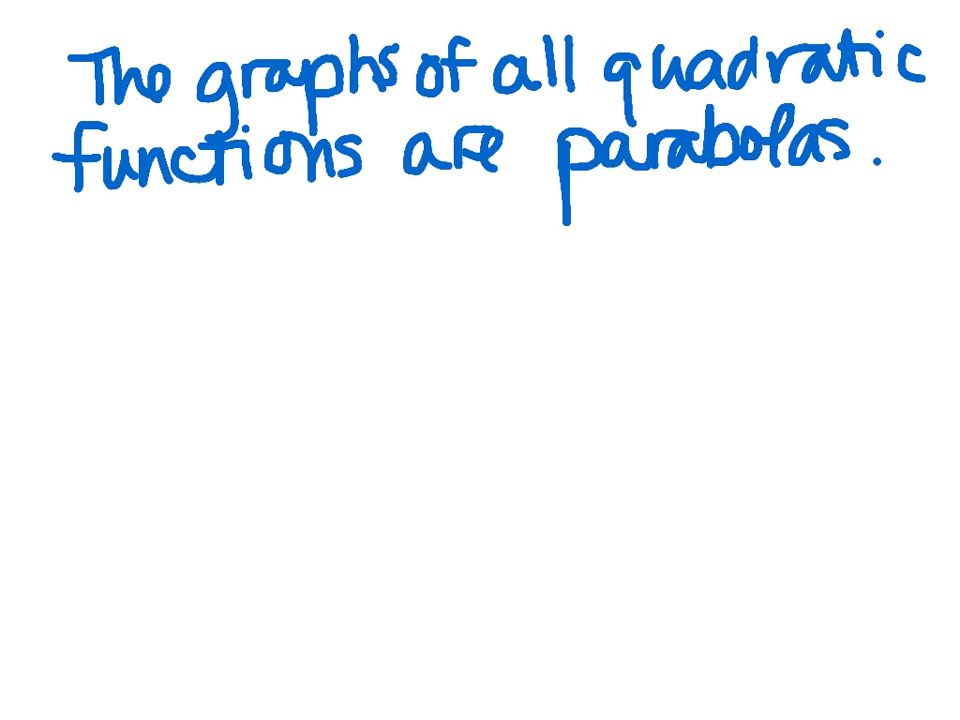 The graphs of all quadratic
functions are parabolas.